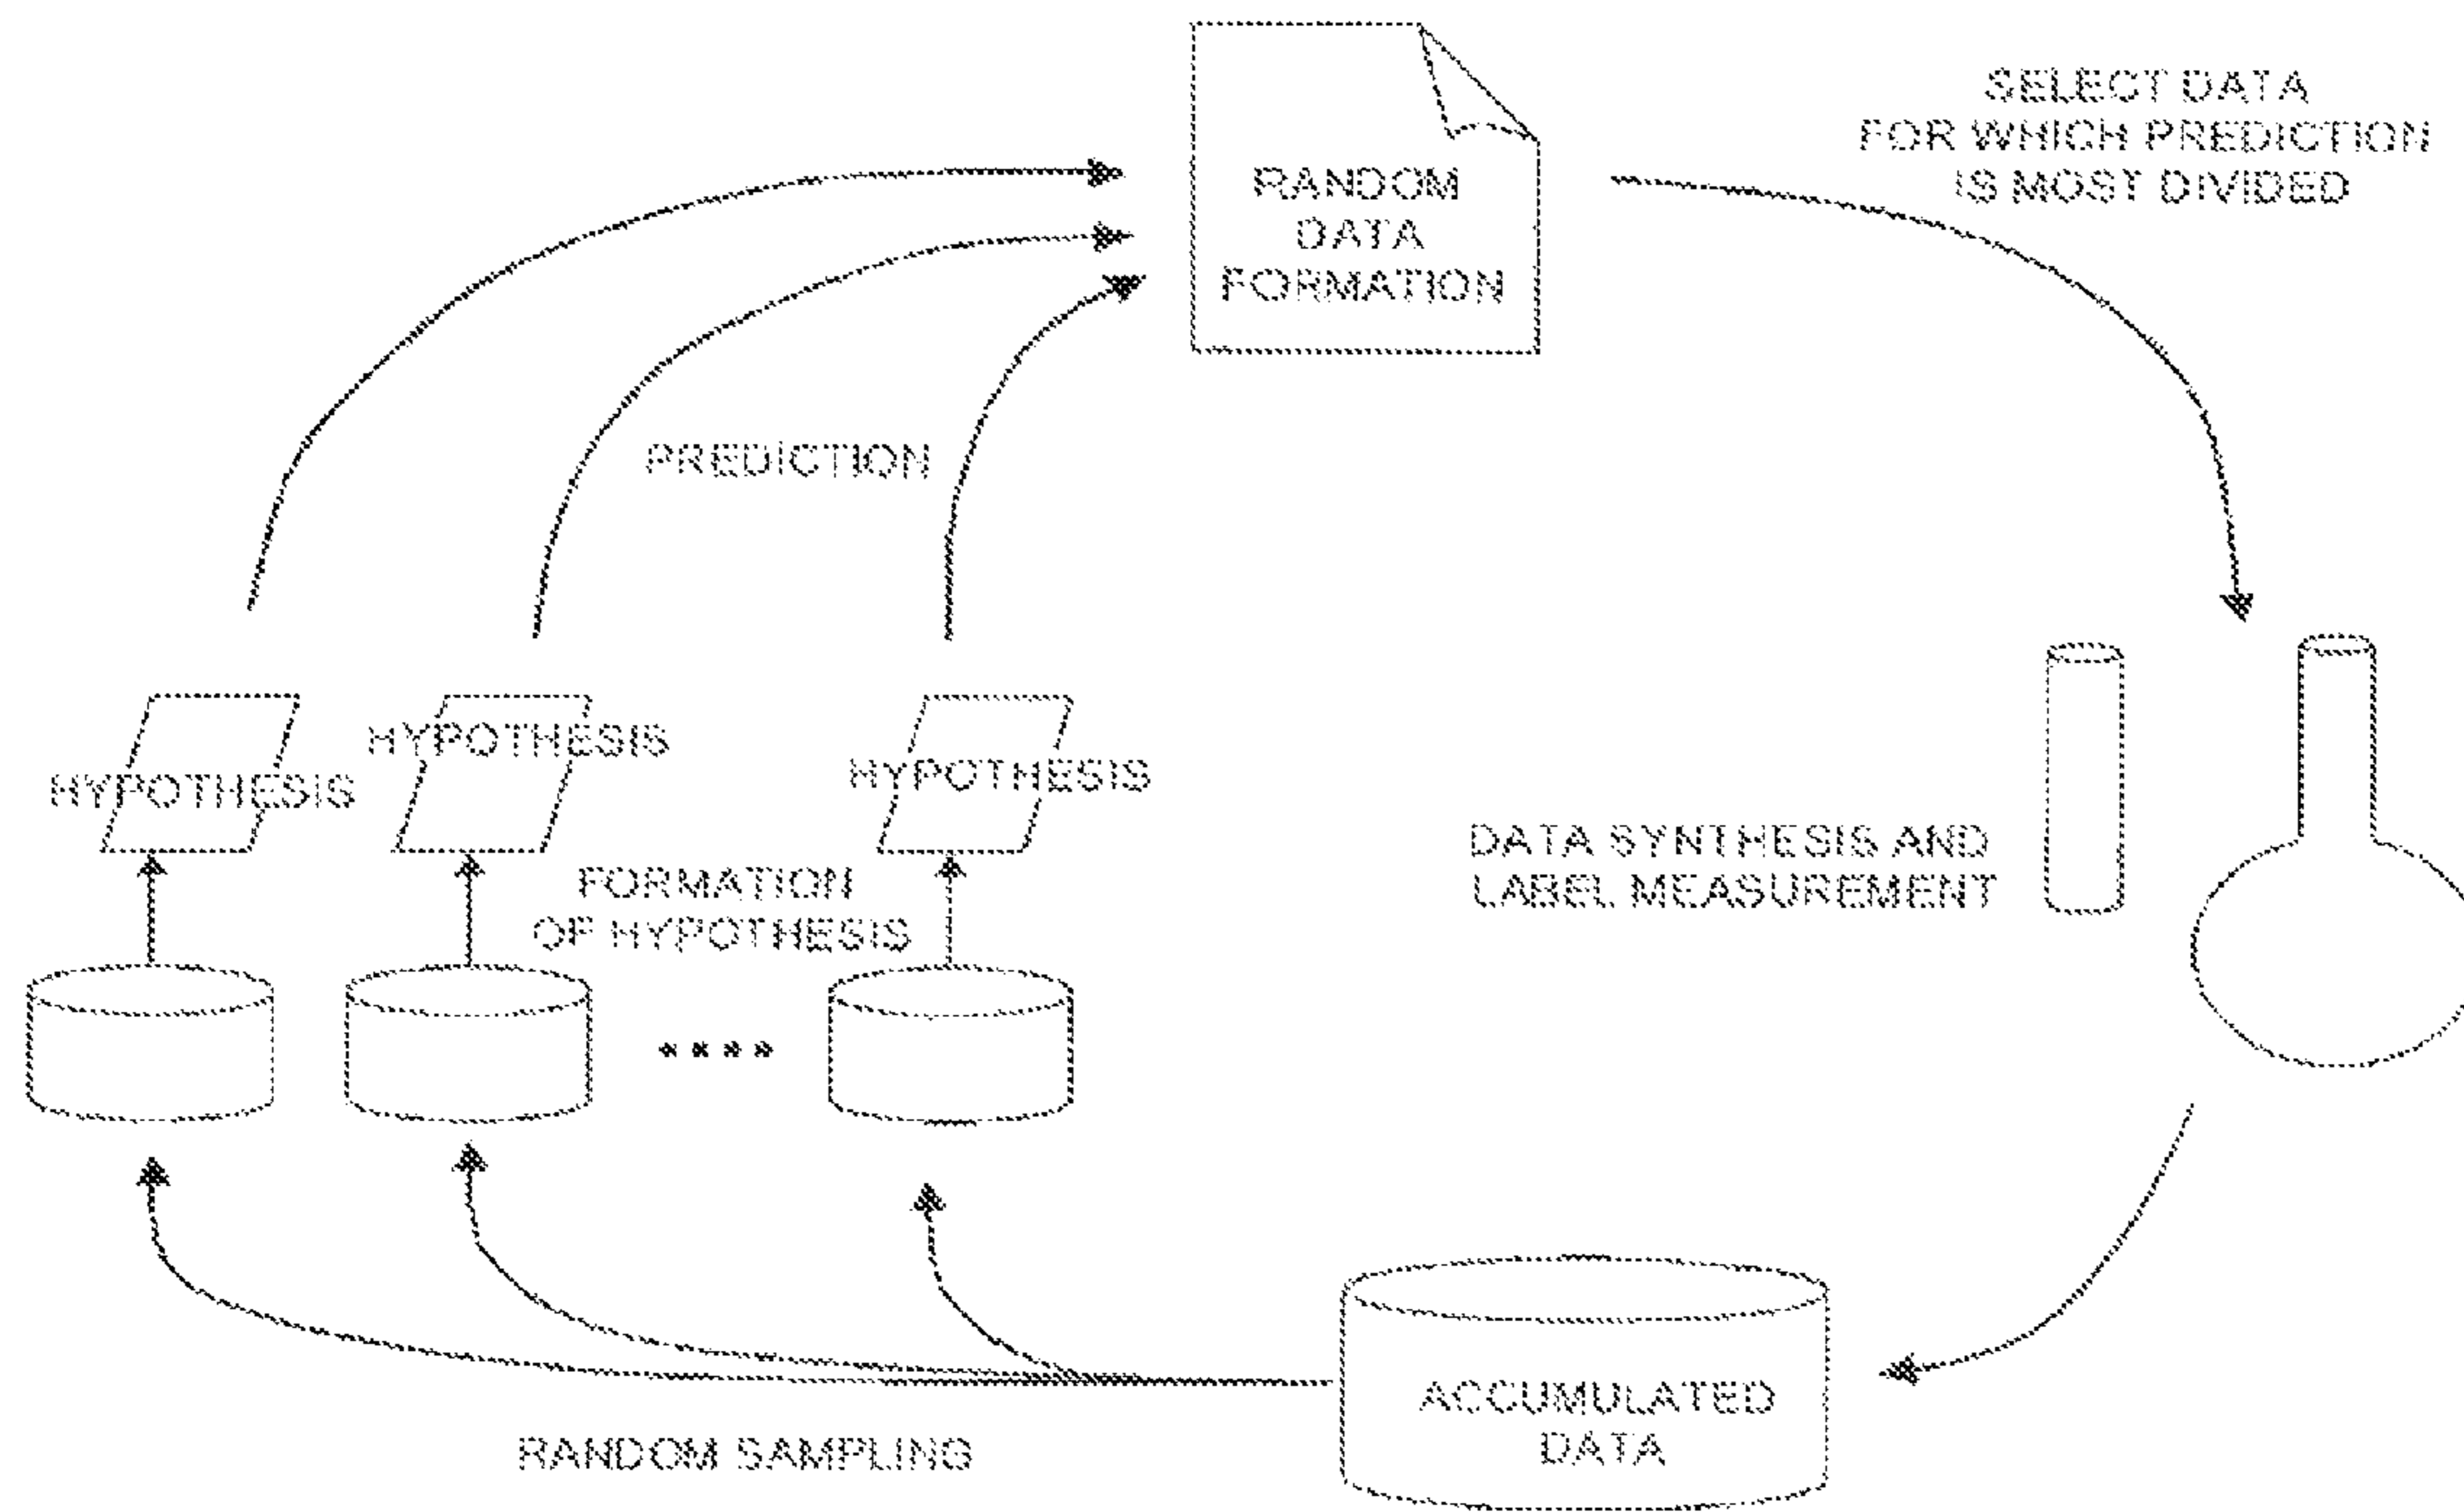 SELECT DATA
FOR WHICH PREDICTION
IS MOST DIVIDED
RANDOM
DATA
FORMATION
PREDICTION
HYPOTHESIS
HYPOTHESIS
HYPOTHESIS
FORMATION
OF HYPOTHESIS
DATA SYNTHESIS AND
LABEL MEASUREMENT
ACCUMULATED
DATA
RANDOM SAMPLING